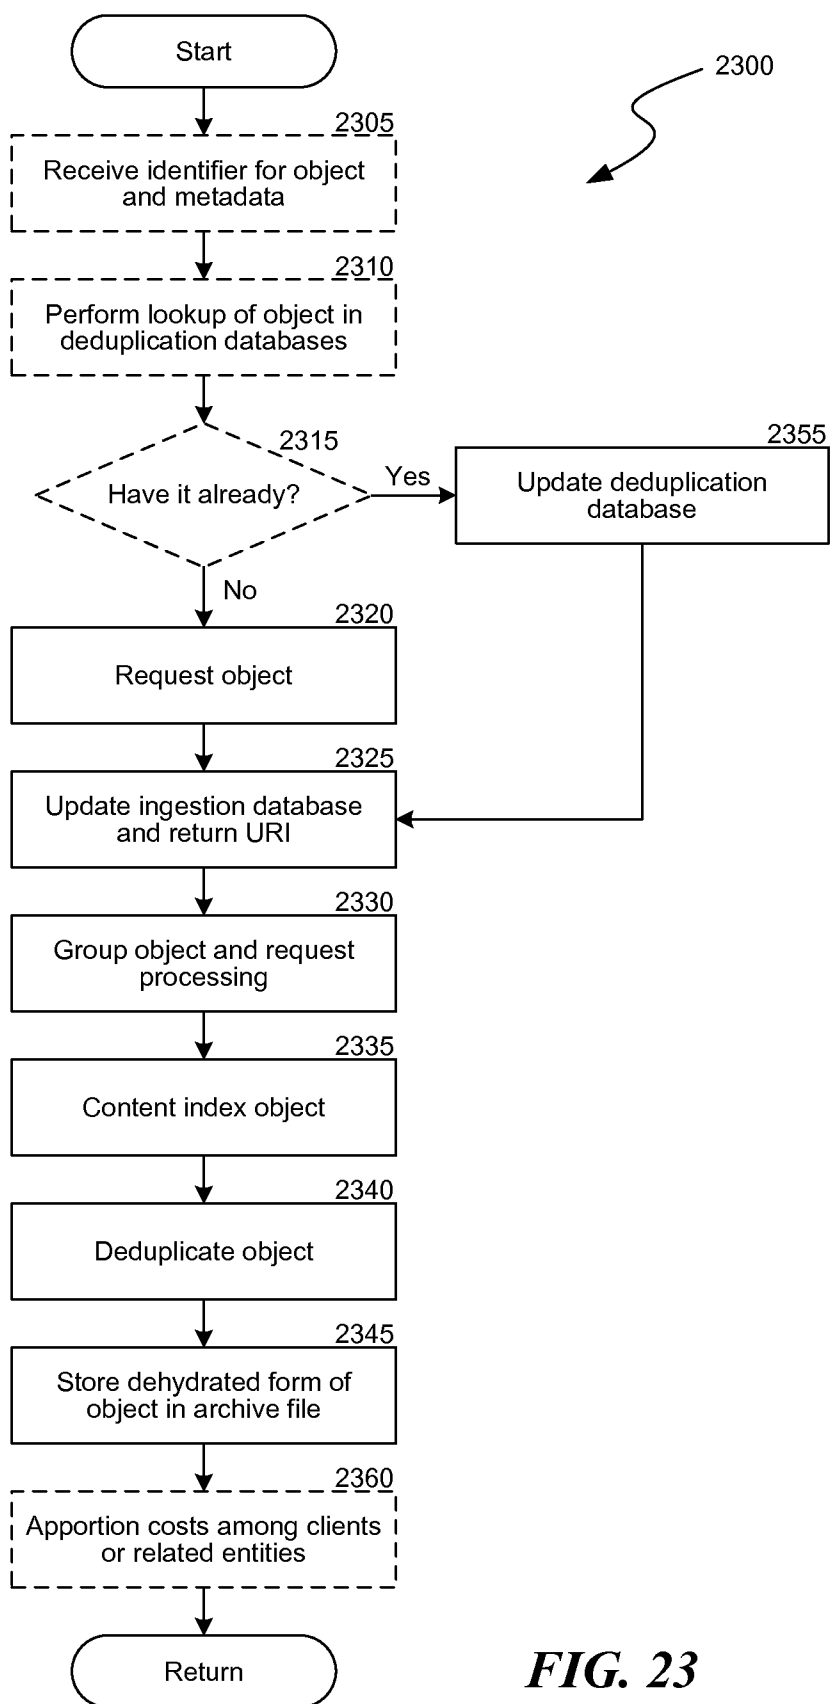 Start
2300
2305
Receive identifier for object
and metadata
2310
Perform lookup of object in
deduplication databases
2315
Have it already?
Yes
2355
Update deduplication
database
No
2320
Request object
2325
Update ingestion database
and return URI
2330
Group object and request
processing
2335
Content index object
2340
Deduplicate object
2345
Store dehydrated form of
object in archive file
2360
Apportion costs among clients
or related entities
Return
FIG. 23